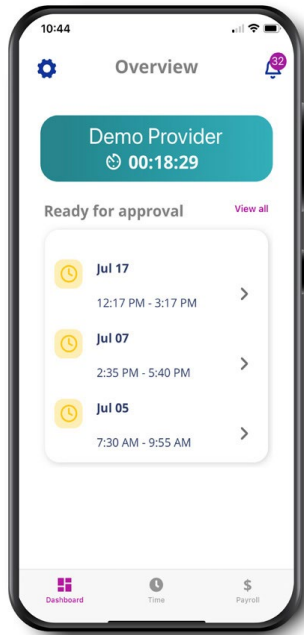 10:44
Overview
32
Demo Provider
00:18:29
Ready for approval View all
Jul 17
12:17 PM - 3:17 PM
Jul 07
2:35 PM - 5:40 PM
Jul 05
7:30 AM - 9:55 AM
$
Dashboard Time Payroll